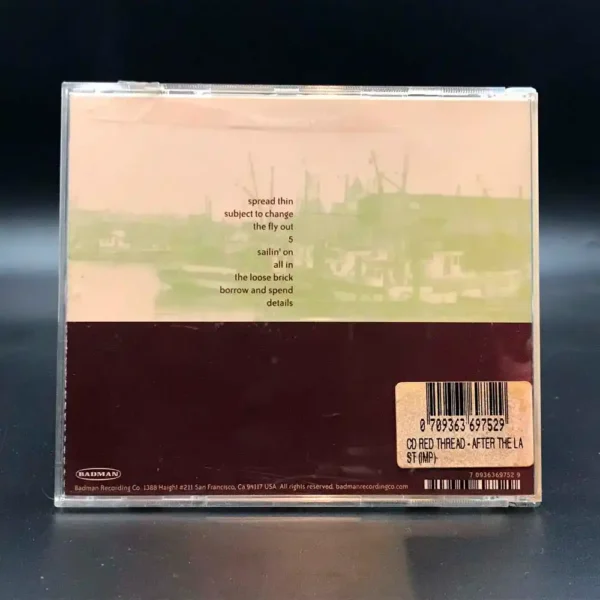 spread thin
subject to change
the fly out
5
sailin' on
all in
the loose brick
borrow and spend
details
0 709363 697529
CD RED THREAD - AFTER THE LA
ST (IMP)
BADMAN
7 0936369752 9
Badman Recording Co. 1388 Haight #211 San Francisco, Ca 94117 USA. All rights reserved. badmanrecordingco.com